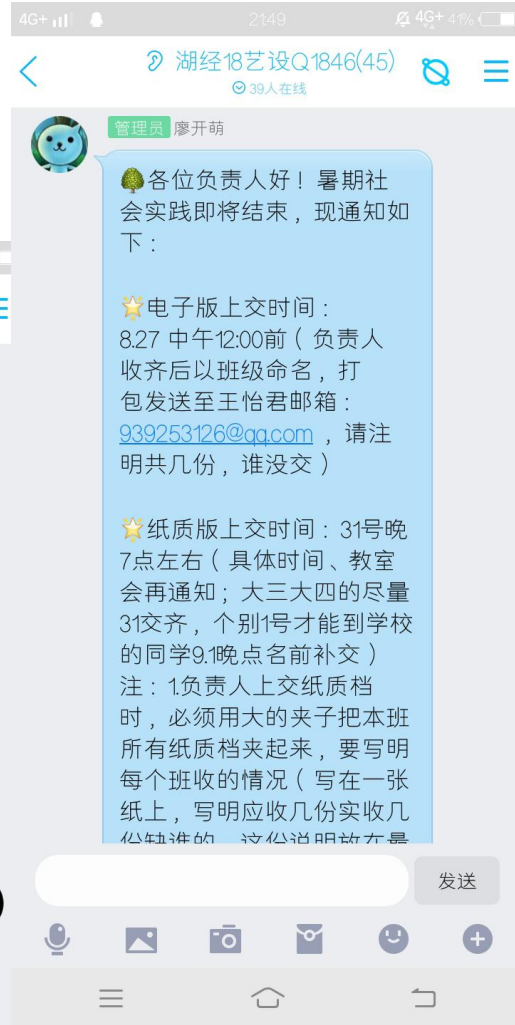 4G+ 21:49 4G+ 41%
湖经18艺设Q1846(45)
39人在线
管理员 廖开萌
各位负责人好！暑期社
会实践即将结束，现通知如
下：
电子版上交时间：
8.27 中午12:00前（负责人
收齐后以班级命名，打
包发送至王怡君邮箱：
939253126@qq.com ，请注
明共几份，谁没交）
纸质版上交时间：31号晚
7点左右（具体时间、教室
会再通知；大三大四的尽量
31交齐，个别1号才能到学校
的同学9.1晚点名前补交）
注：1.负责人上交纸质档
时，必须用大的夹子把本班
所有纸质档夹起来，要写明
每个班收的情况（写在一张
纸上，写明应收几份实收几
份缺谁的，这份说明放在最
发送